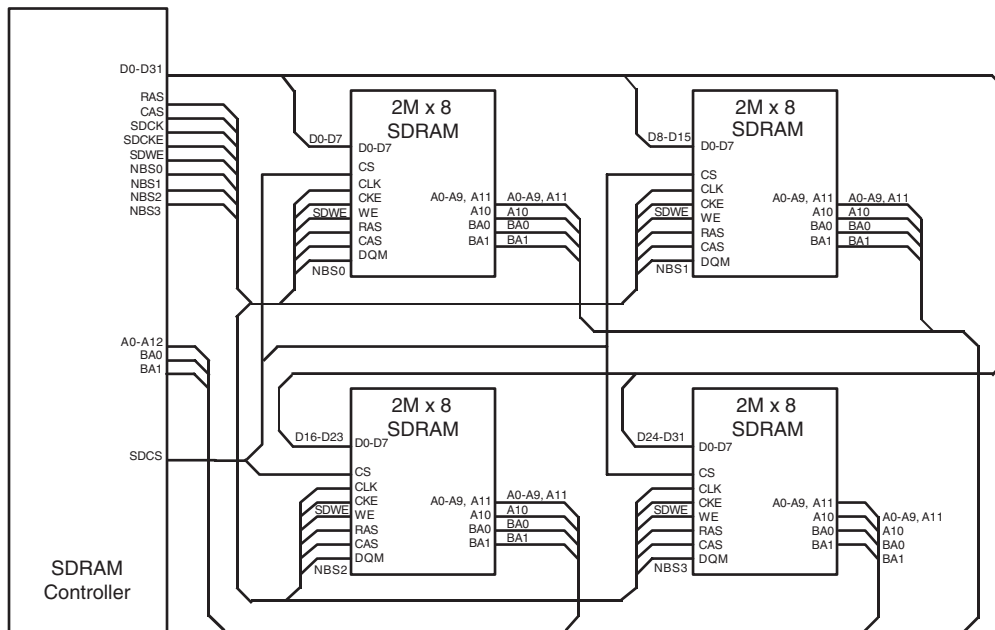 SDRAM
Controller
D0-D31
RAS
CAS
SDCK
SDCKE
SDWE
NBS0
NBS1
NBS2
NBS3
A0-A12
BA0
BA1
SDCS
2M x 8
SDRAM
D0-D7
D0-D7
CS
CLK
CKE
SDWE
WE
RAS
CAS
DQM
NBS0
A0-A9, A11
A10
BA0
BA1
A0-A9, A11
A10
BA0
BA1
2M x 8
SDRAM
D8-D15
D0-D7
CS
CLK
CKE
SDWE
WE
RAS
CAS
DQM
NBS1
A0-A9, A11
A10
BA0
BA1
A0-A9, A11
A10
BA0
BA1
2M x 8
SDRAM
D16-D23
D0-D7
CS
CLK
CKE
SDWE
WE
RAS
CAS
DQM
NBS2
A0-A9, A11
A10
BA0
BA1
A0-A9, A11
A10
BA0
BA1
2M x 8
SDRAM
D24-D31
D0-D7
CS
CLK
CKE
SDWE
WE
RAS
CAS
DQM
NBS3
A0-A9, A11
A10
BA0
BA1
A0-A9, A11
A10
BA0
BA1